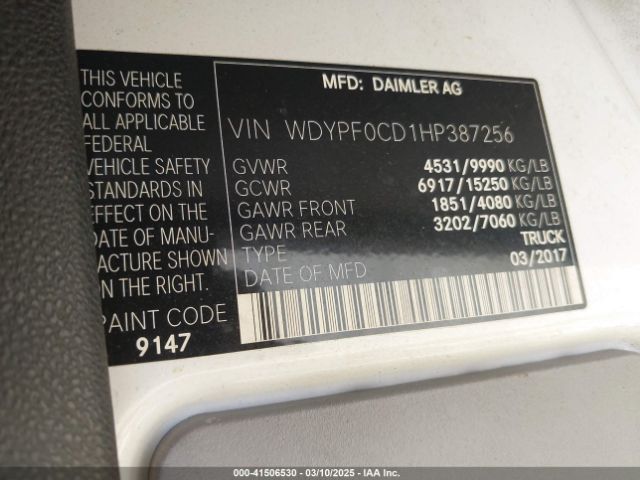 THIS VEHICLE
CONFORMS TO
ALL APPLICABLE
FEDERAL
VEHICLE SAFETY
STANDARDS IN
EFFECT ON THE
DATE OF MANU-
FACTURE SHOWN
ON THE RIGHT.
PAINT CODE
9147
MFD: DAIMLER AG
VIN WDYPF0CD1HP387256
GVWR 4531/9990 KG/LB
GCWR 6917/15250 KG/LB
GAWR FRONT 1851/4080 KG/LB
GAWR REAR 3202/7060 KG/LB
TYPE TRUCK
DATE OF MFD 03/2017
000-41506530 — 03/10/2025 — IAA Inc.